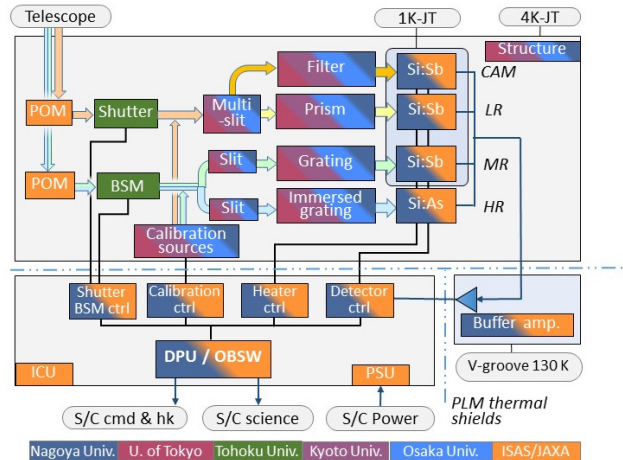 Telescope
1K-JT
4K-JT
Structure
Filter
Si:Sb
CAM
POM
Shutter
Multi
-slit
Prism
Si:Sb
LR
POM
BSM
Slit
Grating
Si:Sb
MR
Slit
Immersed
grating
Si:As
HR
Calibration
sources
Shutter
BSM ctrl
Calibration
ctrl
Heater
ctrl
Detector
ctrl
Buffer amp.
DPU / OBSW
ICU
PSU
V-groove 130 K
S/C cmd & hk
S/C science
S/C Power
PLM thermal
shields
Nagoya Univ.
U. of Tokyo
Tohoku Univ.
Kyoto Univ.
Osaka Univ.
ISAS/JAXA